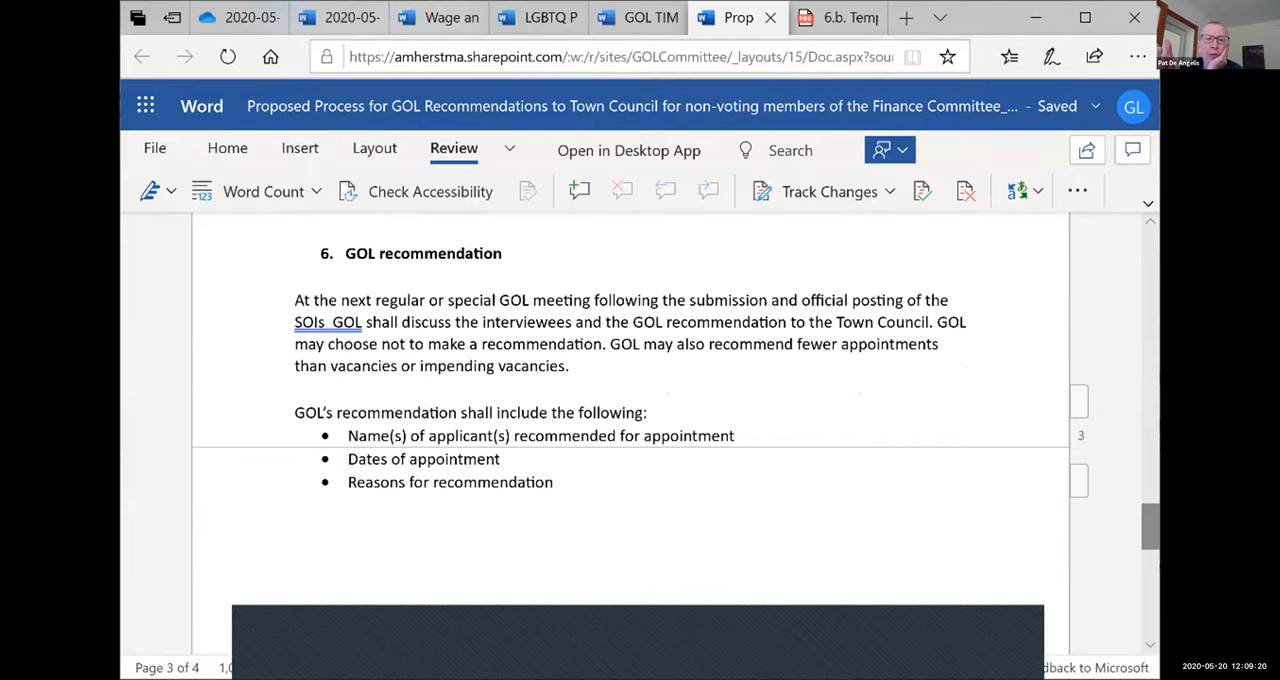 2020-05-
2020-05-
Wage an
LGBTQ P
GOL TIM
Prop
6.b. Temp
https://amherstma.sharepoint.com/:w:/r/sites/GOLCommittee/_layouts/15/Doc.aspx?sour
Pat De Angelis
Word
Proposed Process for GOL Recommendations to Town Council for non-voting members of the Finance Committee_... - Saved
GL
File Home Insert Layout Review Open in Desktop App Search
Word Count Check Accessibility Track Changes
6. GOL recommendation
At the next regular or special GOL meeting following the submission and official posting of the
SOIs GOL shall discuss the interviewees and the GOL recommendation to the Town Council. GOL
may choose not to make a recommendation. GOL may also recommend fewer appointments
than vacancies or impending vacancies.
GOL's recommendation shall include the following:
• Name(s) of applicant(s) recommended for appointment
3
• Dates of appointment
• Reasons for recommendation
Page 3 of 4 1,0
dback to Microsoft
2020-05-20 12:09:20